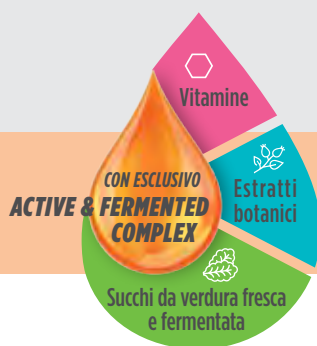 Vitamine
CON ESCLUSIVO
ACTIVE & FERMENTED
COMPLEX
Estratti
botanici
Succhi da verdura fresca
e fermentata